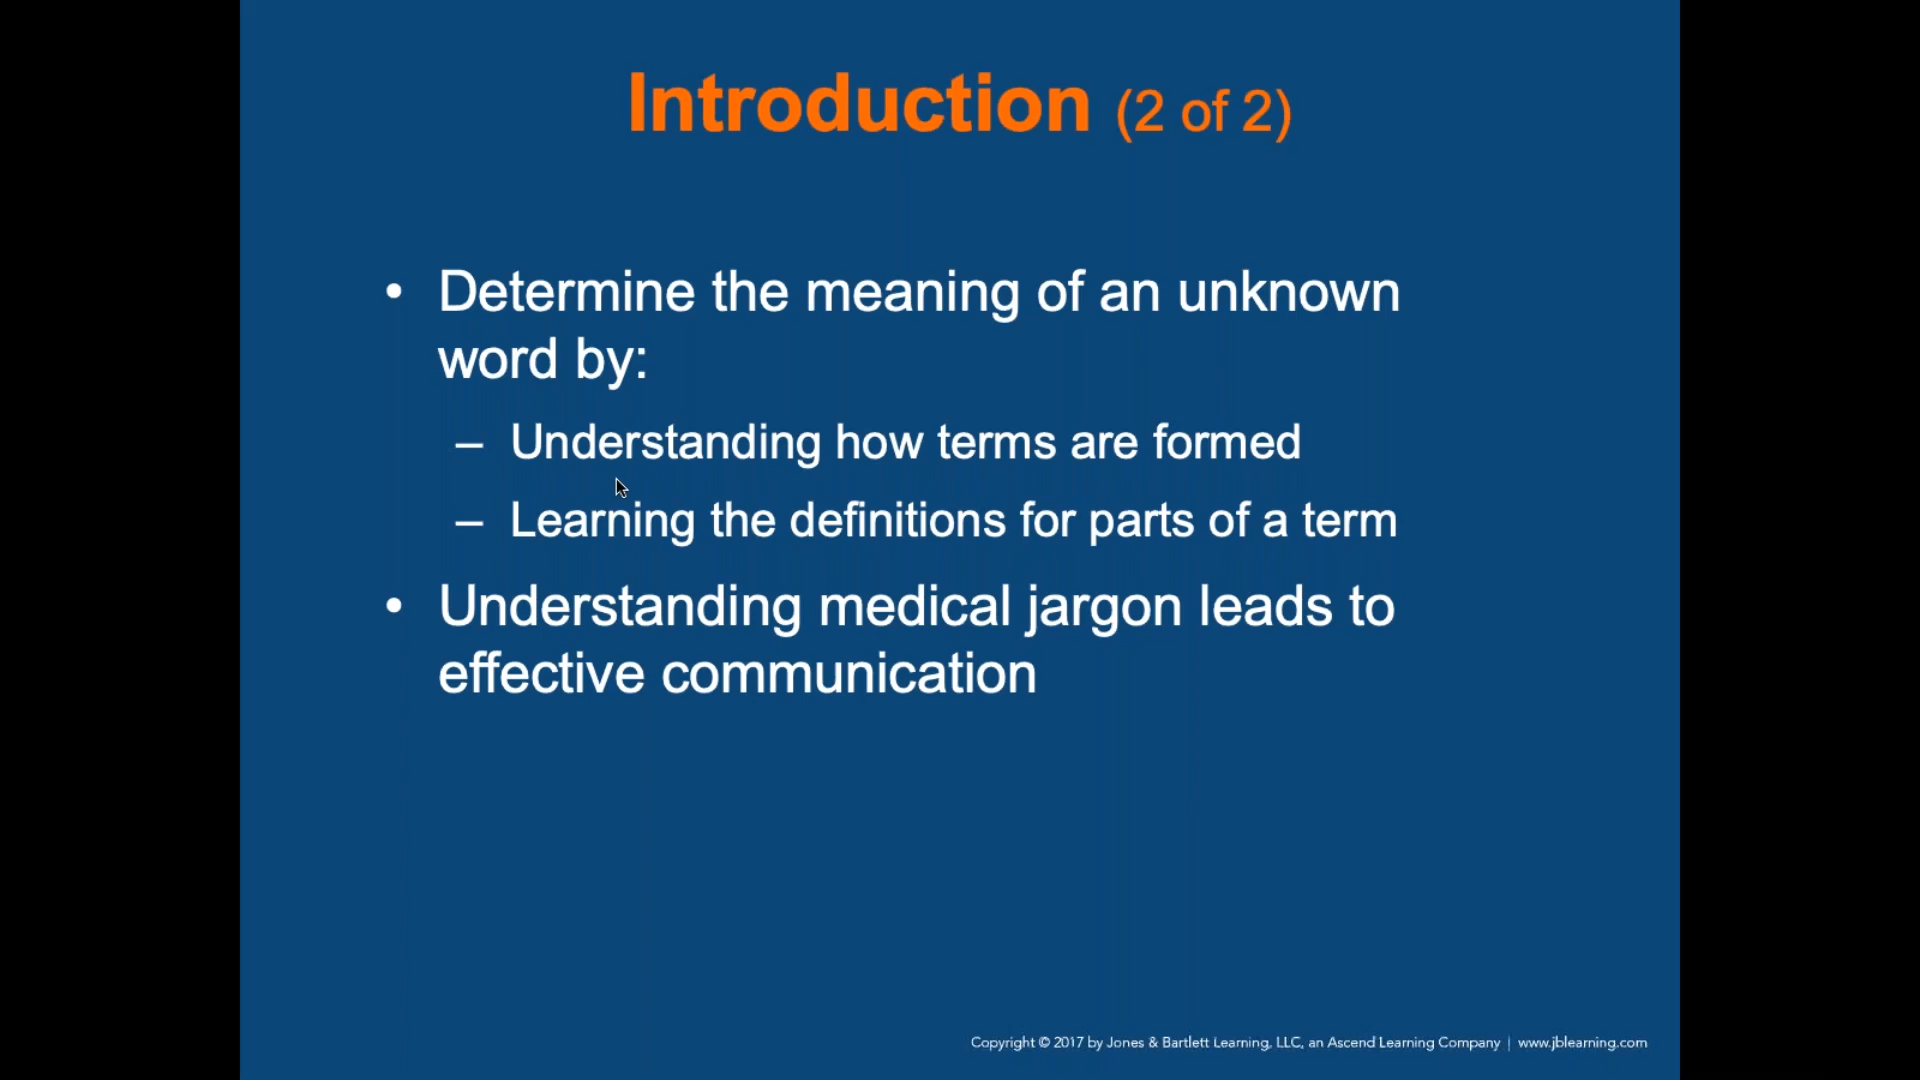 Introduction (2 of 2)
• Determine the meaning of an unknown
word by:
– Understanding how terms are formed
– Learning the definitions for parts of a term
• Understanding medical jargon leads to
effective communication
Copyright © 2017 by Jones & Bartlett Learning, LLC, an Ascend Learning Company | www.jblearning.com